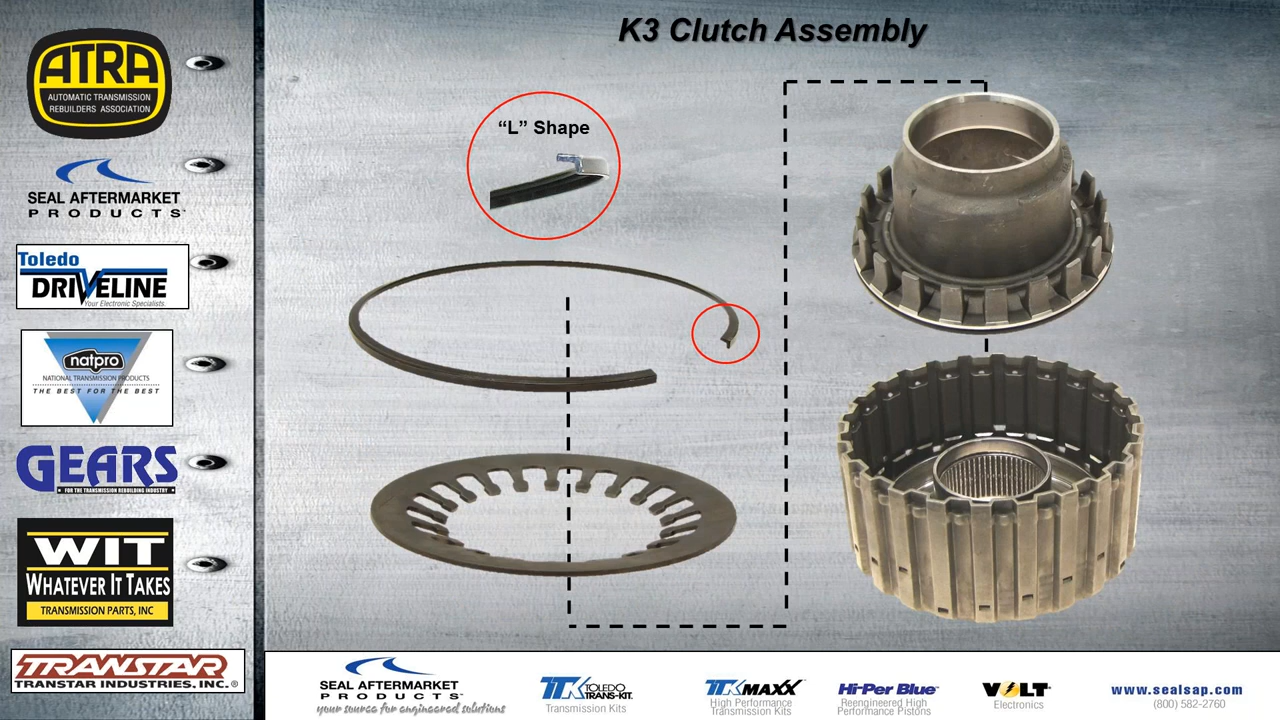 K3 Clutch Assembly
“L” Shape
ATRA
AUTOMATIC TRANSMISSION
REBUILDERS ASSOCIATION
SEAL AFTERMARKET
PRODUCTS
Toledo
DRIVELINE
Your Electronic Specialists.
natpro
NATIONAL TRANSMISSION PRODUCTS
THE BEST FOR THE BEST
GEARS
FOR THE TRANSMISSION REBUILDING INDUSTRY
WIT
WHATEVER IT TAKES
TRANSMISSION PARTS, INC
TRANSTAR
TRANSTAR INDUSTRIES, INC.®
SEAL AFTERMARKET
PRODUCTS
your source for engineered solutions
TTK TOLEDO
TRANS-KIT
Transmission Kits
TTK MAXX
High Performance
Transmission Kits
Hi-Per Blue
Reengineered High
Performance Pistons
VOLT
Electronics
www.sealsap.com
(800) 582-2760